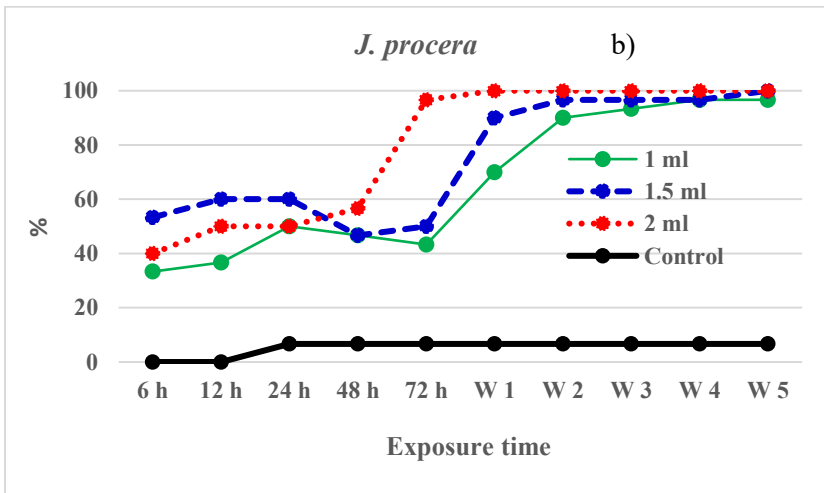 J. procera b)
100
80
60
40
20
0
%
1 ml
1.5 ml
2 ml
Control
6 h 12 h 24 h 48 h 72 h W 1 W 2 W 3 W 4 W 5
Exposure time